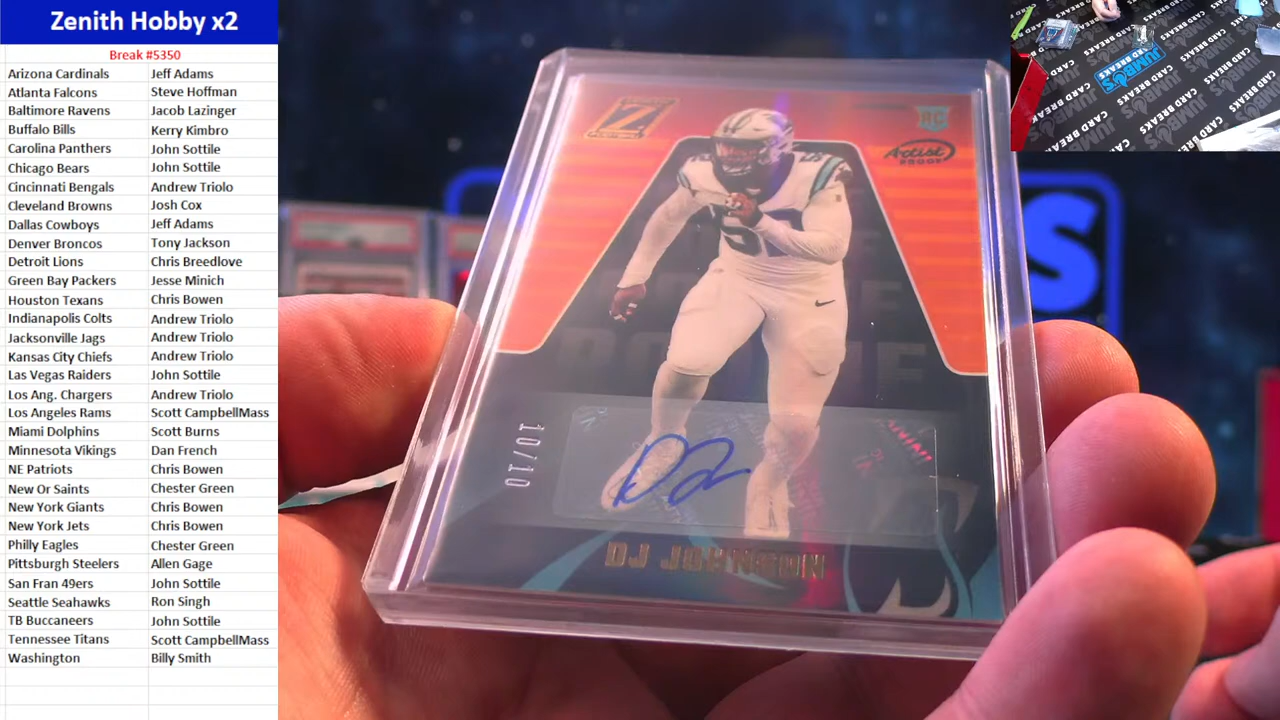 Zenith Hobby x2
Break #5350
Arizona Cardinals Jeff Adams
Atlanta Falcons Steve Hoffman
Baltimore Ravens Jacob Lazinger
Buffalo Bills Kerry Kimbro
Carolina Panthers John Sottile
Chicago Bears John Sottile
Cincinnati Bengals Andrew Triolo
Cleveland Browns Josh Cox
Dallas Cowboys Jeff Adams
Denver Broncos Tony Jackson
Detroit Lions Chris Breedlove
Green Bay Packers Jesse Minich
Houston Texans Chris Bowen
Indianapolis Colts Andrew Triolo
Jacksonville Jags Andrew Triolo
Kansas City Chiefs Andrew Triolo
Las Vegas Raiders John Sottile
Los Ang. Chargers Andrew Triolo
Los Angeles Rams Scott CampbellMass
Miami Dolphins Scott Burns
Minnesota Vikings Dan French
NE Patriots Chris Bowen
New Or Saints Chester Green
New York Giants Chris Bowen
New York Jets Chris Bowen
Philly Eagles Chester Green
Pittsburgh Steelers Allen Gage
San Fran 49ers John Sottile
Seattle Seahawks Ron Singh
TB Buccaneers John Sottile
Tennessee Titans Scott CampbellMass
Washington Billy Smith
Z
RC
Artist
PROOF
52
ROOKIE
10/10
DJ
DJ JOHNSON
S
JUMBO'S
CARD BREAKS